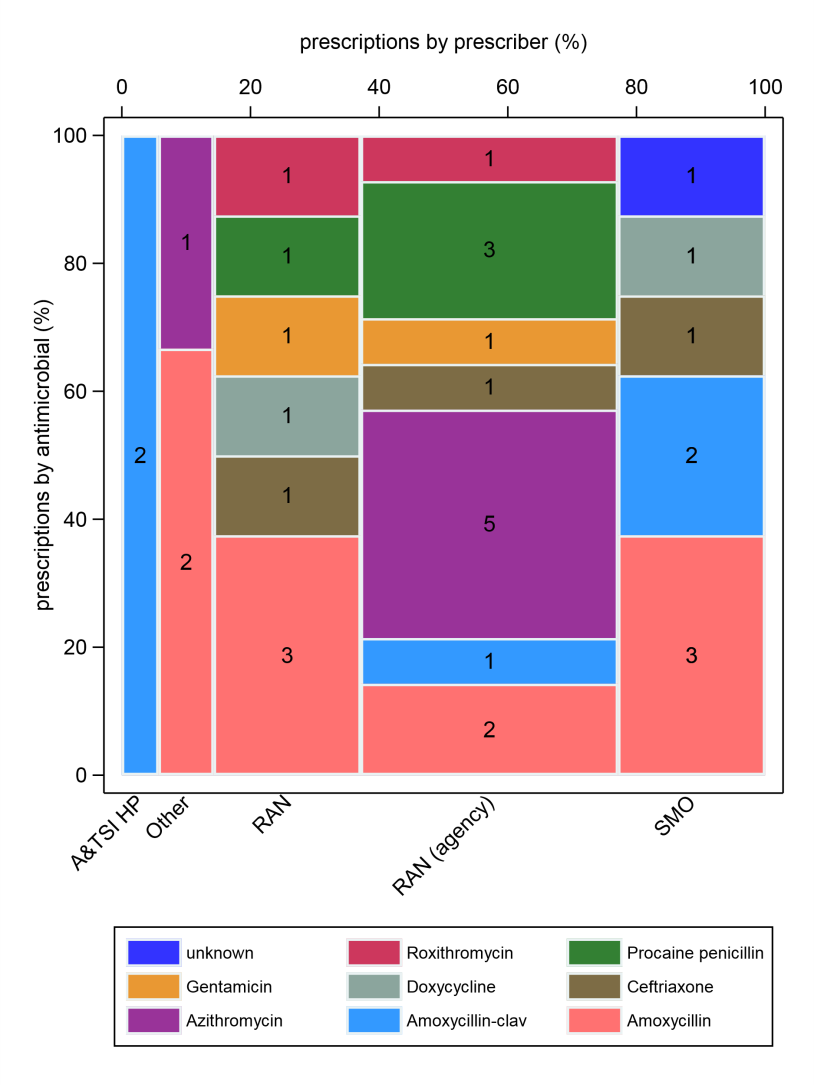 prescriptions by prescriber (%)
0 20 40 60 80 100
prescriptions by antimicrobial (%)
100
80
60
40
20
0
2
1
2
1
1
1
1
1
3
1
3
1
1
5
1
2
1
1
1
2
3
A&TSI HP
Other
RAN
RAN (agency)
SMO
unknown Roxithromycin Procaine penicillin
Gentamicin Doxycycline Ceftriaxone
Azithromycin Amoxycillin-clav Amoxycillin